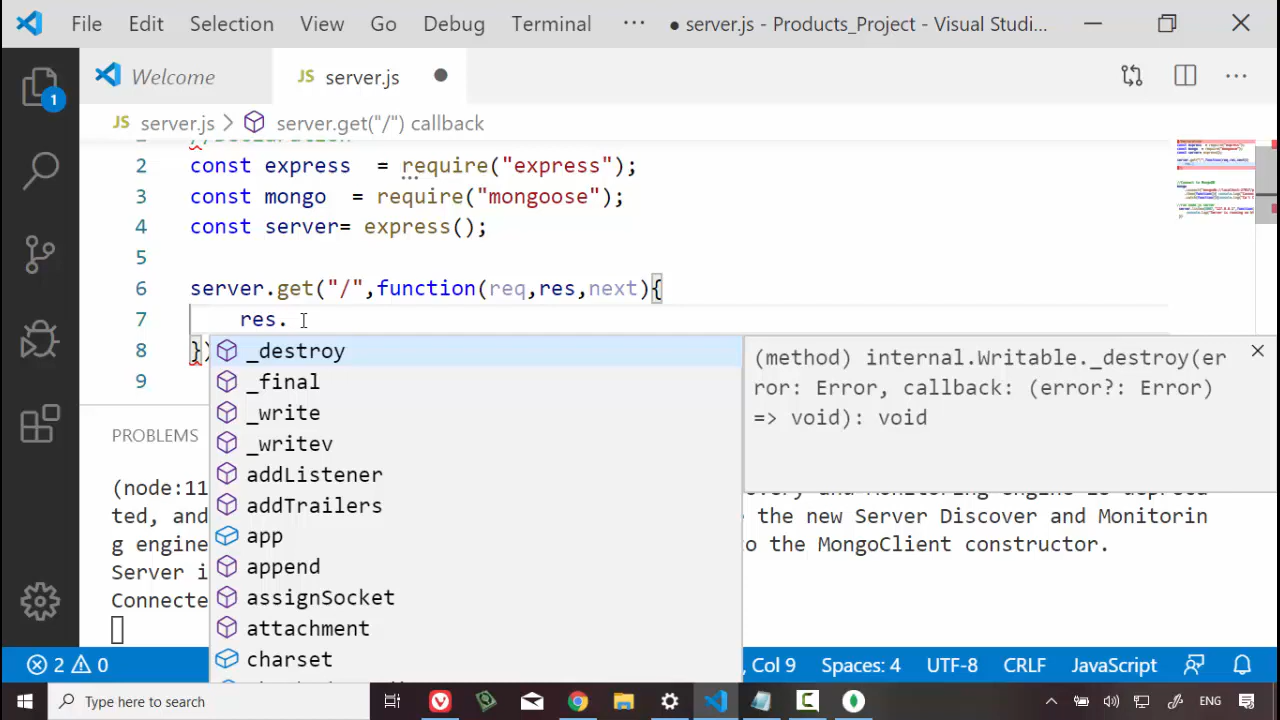 File Edit Selection View Go Debug Terminal ··· ● server.js - Products_Project - Visual Studi...
Welcome
JS server.js ●
JS server.js > server.get("/") callback
1
2 const express = require("express");
3 const mongo = require("mongoose");
4 const server= express();
5
6 server.get("/",function(req,res,next){
7 res.
8 })
9
_destroy
_final
_write
_writev
addListener
addTrailers
app
append
assignSocket
attachment
charset
(method) internal.Writable._destroy(er
ror: Error, callback: (error?: Error)
=> void): void
PROBLEMS
(node:11
ted, and the new Server Discover and Monitorin
g engine o the MongoClient constructor.
Server i
Connecte
2 0 Col 9 Spaces: 4 UTF-8 CRLF JavaScript
Type here to search ENG